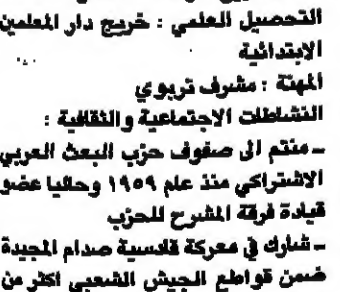 التحصيل العلمي : خريج دار المعلمين
الابتدائية
المهنة : مشرف تربوي
النشاطات الاجتماعية والثقافية :
ـ منتم الى صفوف حزب البعث العربي
الاشتراكي منذ عام ١٩٥٩ وحاليا عضو
قيادة فرقة المشرح للحزب
ـ شارك في معركة قادسية صدام المجيدة
ضمن قواطع الجيش الشعبي اكثر من